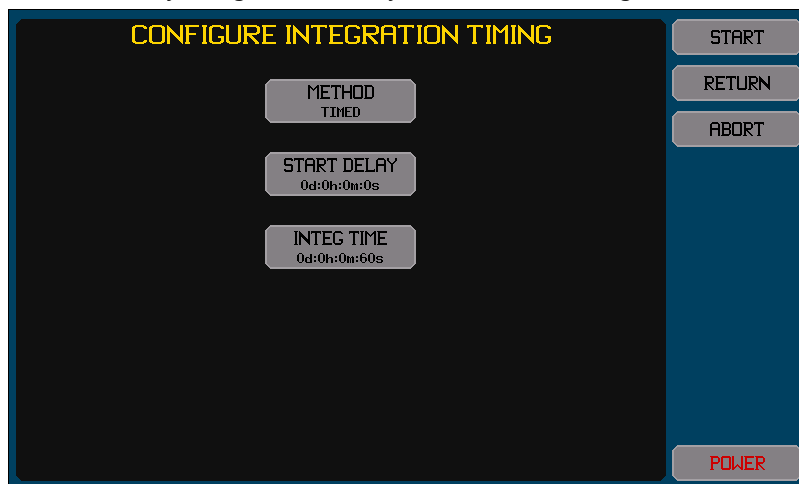 CONFIGURE INTEGRATION TIMING
START
METHOD
TIMED
RETURN
ABORT
START DELAY
0d:0h:0m:0s
INTEG TIME
0d:0h:0m:60s
POWER